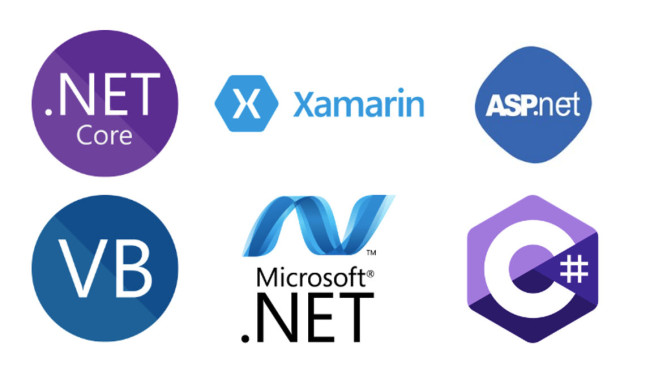 .NET
Core
X Xamarin
ASP.net
VB
TM
Microsoft®
.NET
C#